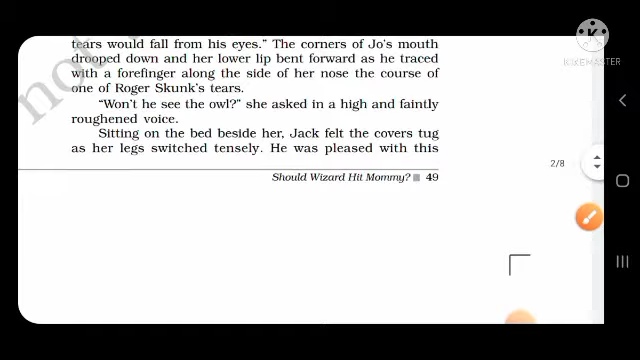 tears would fall from his eyes." The corners of Jo's mouth
drooped down and her lower lip bent forward as he traced
with a forefinger along the side of her nose the course of
one of Roger Skunk's tears.
"Won't he see the owl?" she asked in a high and faintly
roughened voice.
Sitting on the bed beside her, Jack felt the covers tug
as her legs switched tensely. He was pleased with this
Should Wizard Hit Mommy? 49
2/8
KINEMASTER
not